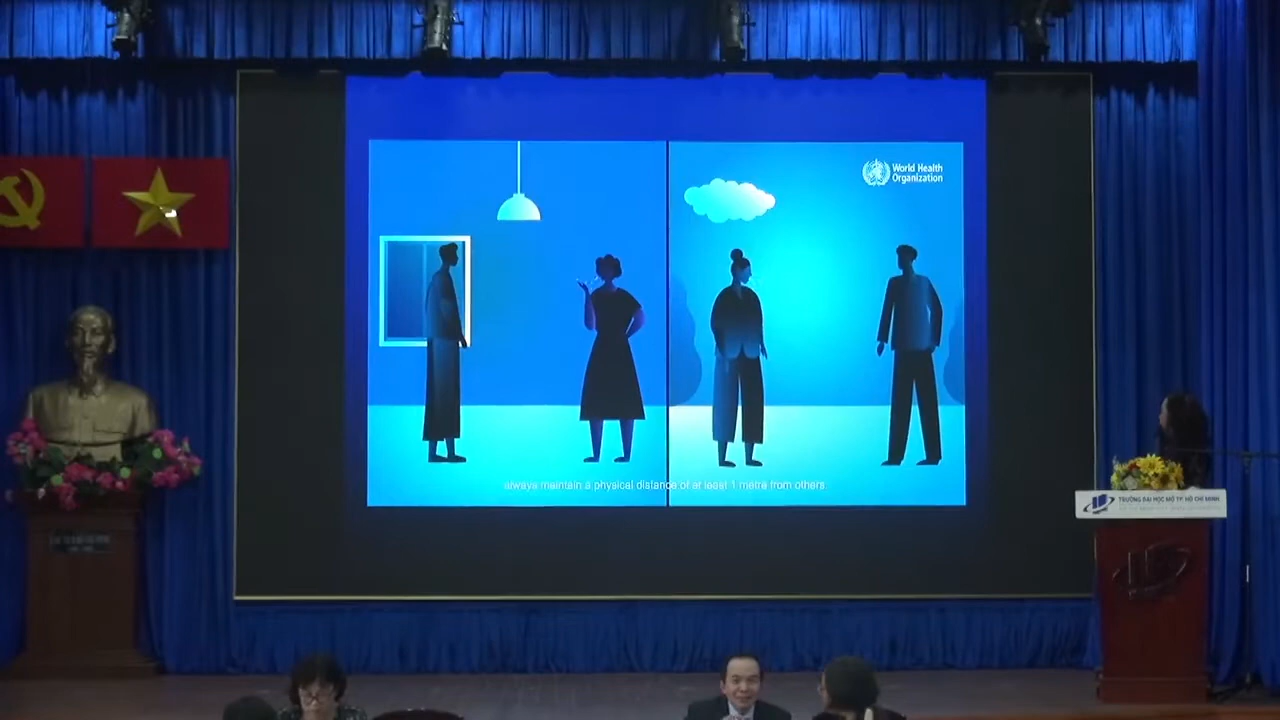 World Health
Organization
always maintain a physical distance of at least 1 metre from others
TRƯỜNG ĐẠI HỌC MỞ TP. HỒ CHÍ MINH